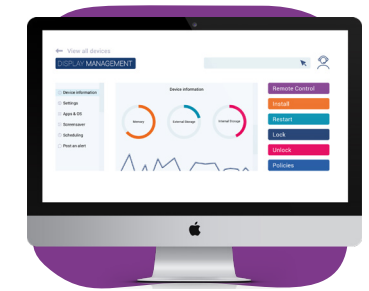 ← View all devices
DISPLAY MANAGEMENT
Device information
Settings
Apps & OS
Screensaver
Scheduling
Post an alert
Device information
Memory
External Storage
Internal Storage
Remote Control
Install
Restart
Lock
Unlock
Policies